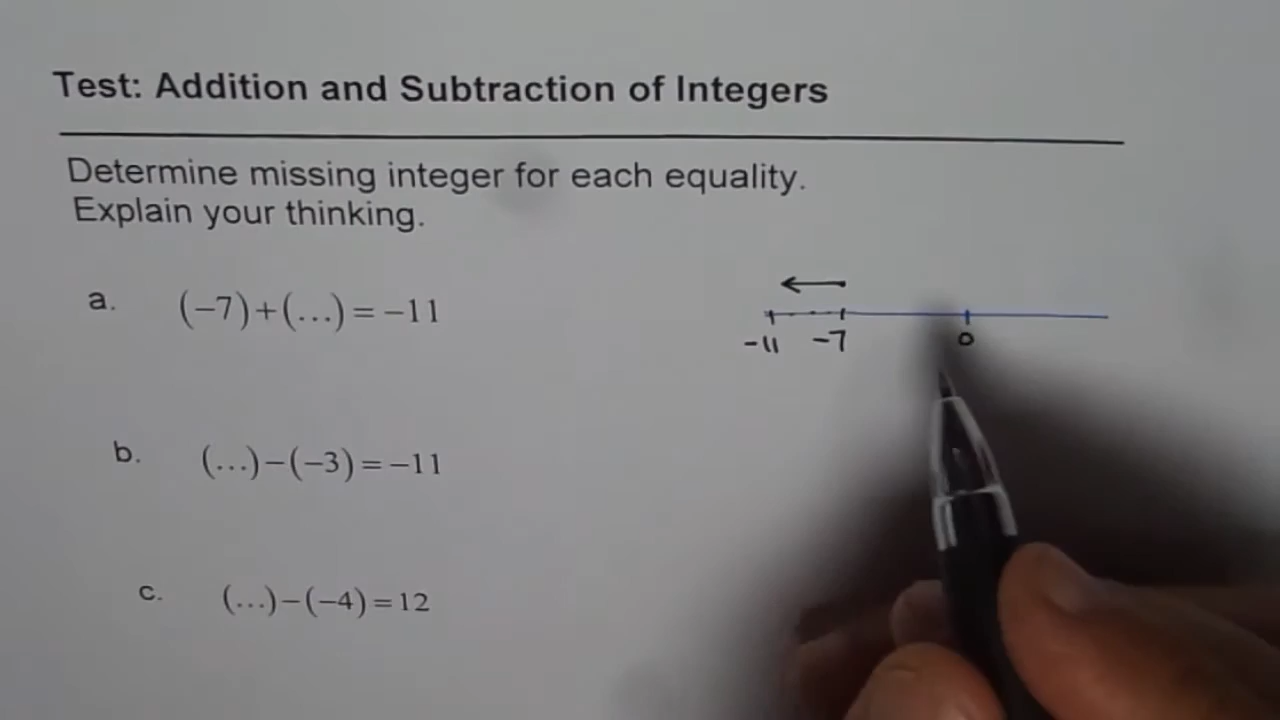 Test: Addition and Subtraction of Integers
Determine missing integer for each equality.
Explain your thinking.
a. (−7)+(...)=−11
-11 -7 0
b. (...)−(−3)=−11
c. (...)−(−4)=12